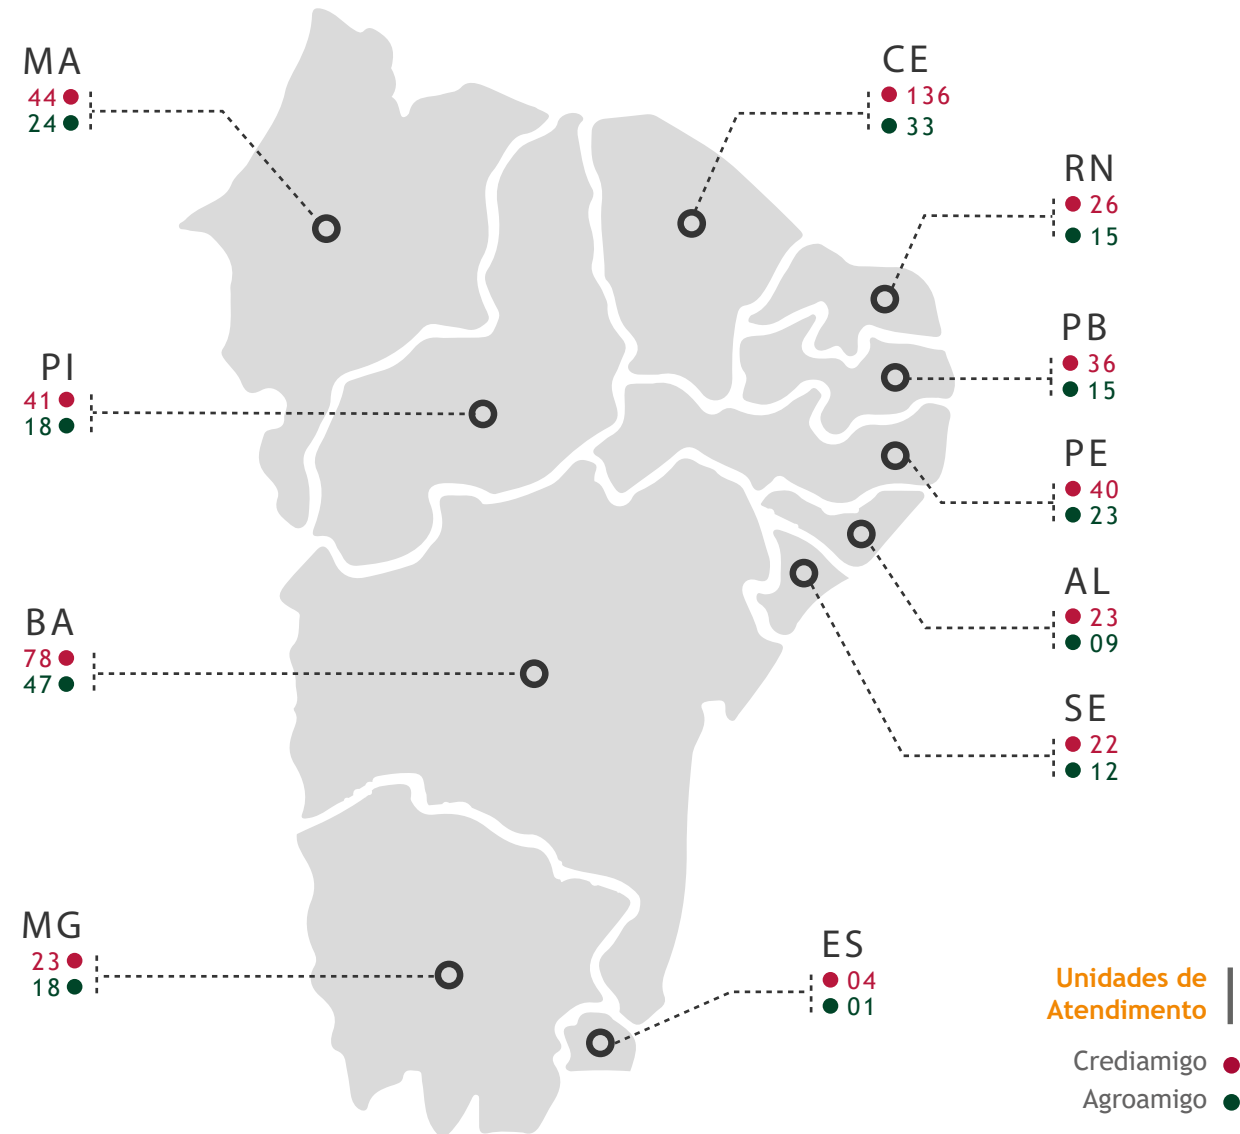 MA
44
24
CE
136
33
RN
26
15
PI
41
18
PB
36
15
PE
40
23
AL
23
09
BA
78
47
SE
22
12
MG
23
18
ES
04
01
Unidades de
Atendimento
Crediamigo
Agroamigo